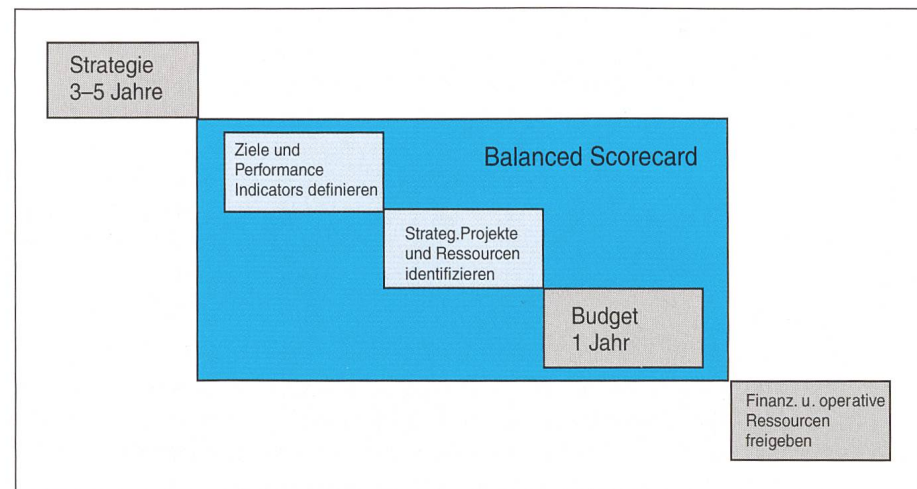 Strategie
3–5 Jahre
Ziele und
Performance
Indicators definieren
Balanced Scorecard
Strateg.Projekte
und Ressourcen
identifizieren
Budget
1 Jahr
Finanz. u. operative
Ressourcen
freigeben